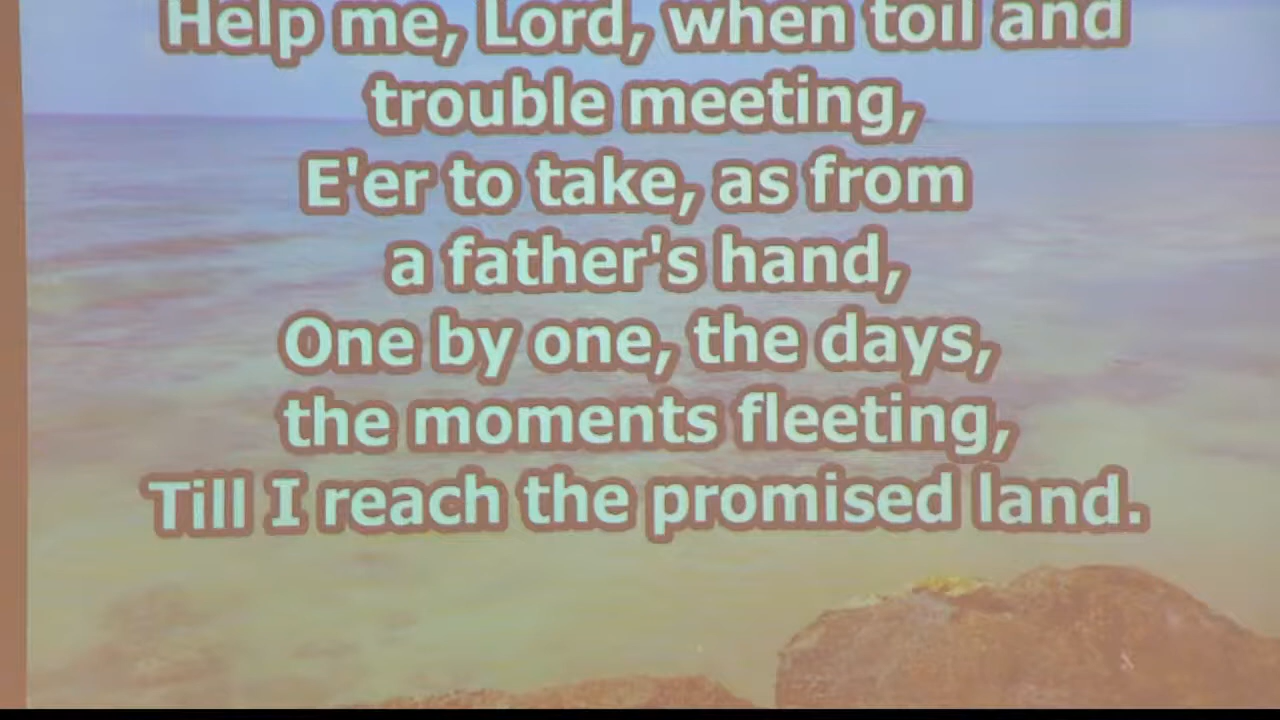 Help me, Lord, when toil and
trouble meeting,
E'er to take, as from
a father's hand,
One by one, the days,
the moments fleeting,
Till I reach the promised land.